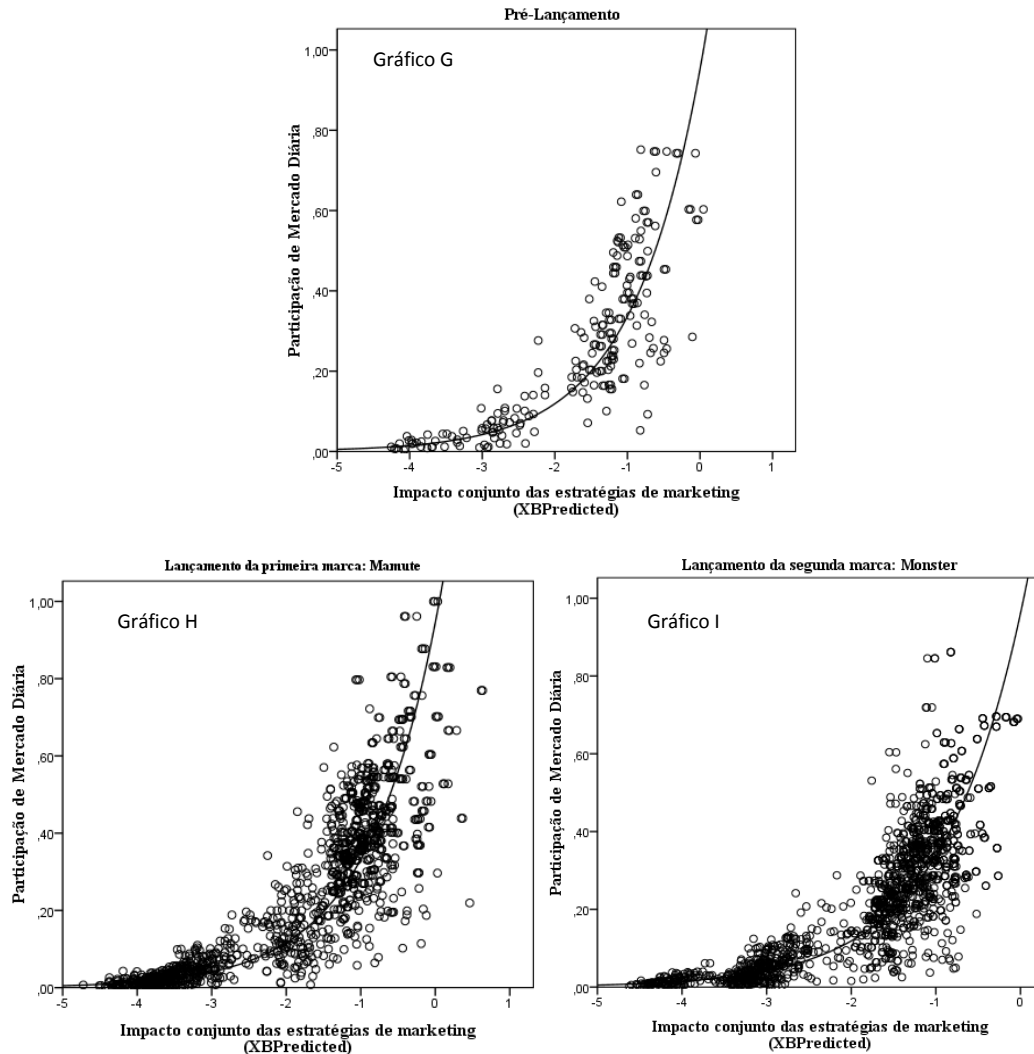 Pré-Lançamento
Gráfico G
1,00
,80
,60
,40
,20
,00
Participação de Mercado Diária
-5 -4 -3 -2 -1 0 1
Impacto conjunto das estratégias de marketing
(XBPredicted)
Lançamento da primeira marca: Mamute
Gráfico H
1,00
,80
,60
,40
,20
,00
Participação de Mercado Diária
-5 -4 -3 -2 -1 0 1
Impacto conjunto das estratégias de marketing
(XBPredicted)
Lançamento da segunda marca: Monster
Gráfico I
1,00
,80
,60
,40
,20
,00
Participação de Mercado Diária
-5 -4 -3 -2 -1 0
Impacto conjunto das estratégias de marketing
(XBPredicted)